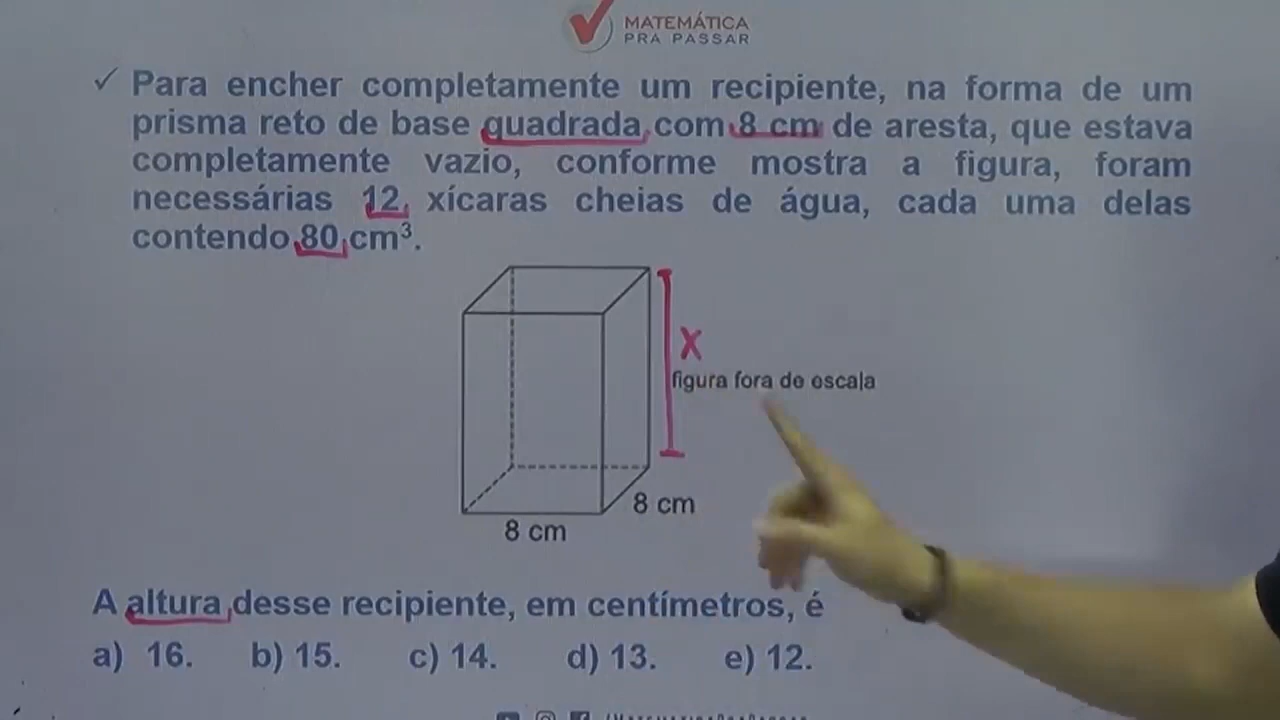 MATEMÁTICA
PRA PASSAR
✓ Para encher completamente um recipiente, na forma de um
prisma reto de base quadrada com 8 cm de aresta, que estava
completamente vazio, conforme mostra a figura, foram
necessárias 12 xícaras cheias de água, cada uma delas
contendo 80 cm³.
X
figura fora de escala
8 cm
8 cm
A altura desse recipiente, em centímetros, é
a) 16. b) 15. c) 14. d) 13. e) 12.